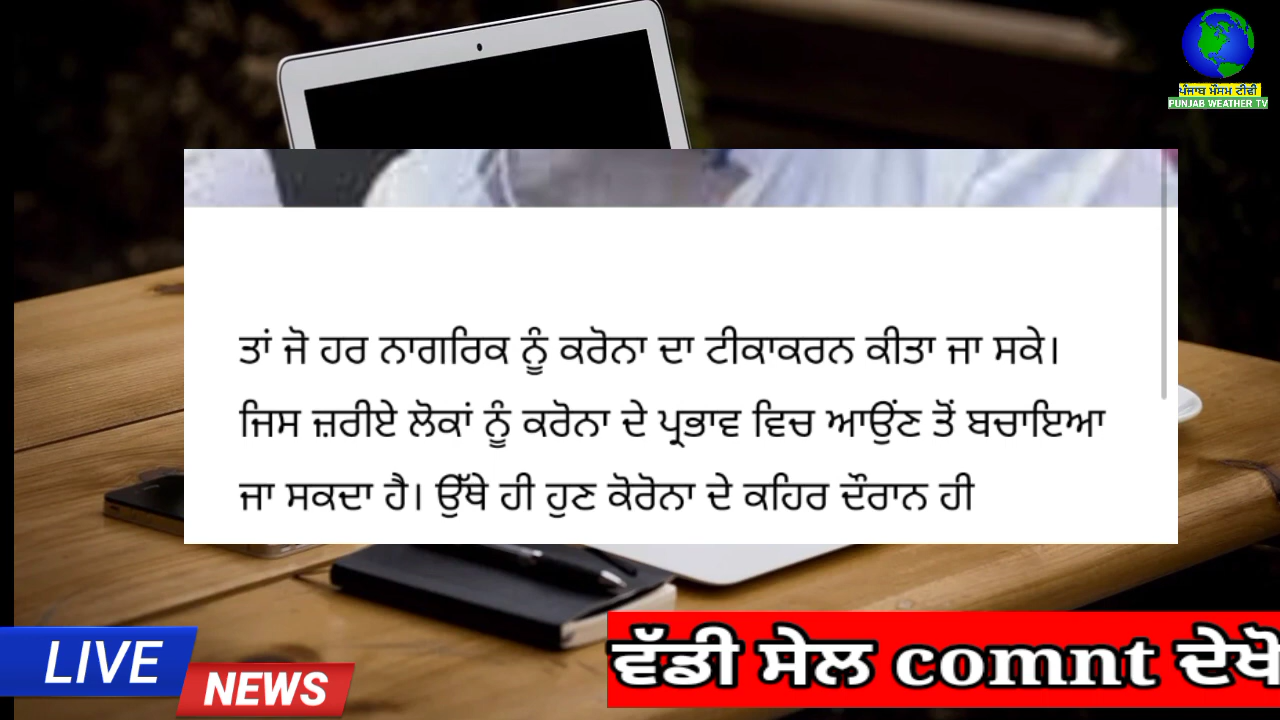 ਪੰਜਾਬ ਮੌਸਮ ਟੀਵੀ
PUNJAB WEATHER TV
ਤਾਂ ਜੋ ਹਰ ਨਾਗਰਿਕ ਨੂੰ ਕਰੋਨਾ ਦਾ ਟੀਕਾਕਰਨ ਕੀਤਾ ਜਾ ਸਕੇ।
ਜਿਸ ਜ਼ਰੀਏ ਲੋਕਾਂ ਨੂੰ ਕਰੋਨਾ ਦੇ ਪ੍ਰਭਾਵ ਵਿਚ ਆਉਂਣ ਤੋਂ ਬਚਾਇਆ
ਜਾ ਸਕਦਾ ਹੈ। ਉੱਥੇ ਹੀ ਹੁਣ ਕੋਰੋਨਾ ਦੇ ਕਹਿਰ ਦੌਰਾਨ ਹੀ
LIVE
NEWS
ਵੱਡੀ ਸੇਲ comnt ਦੇਖੋ